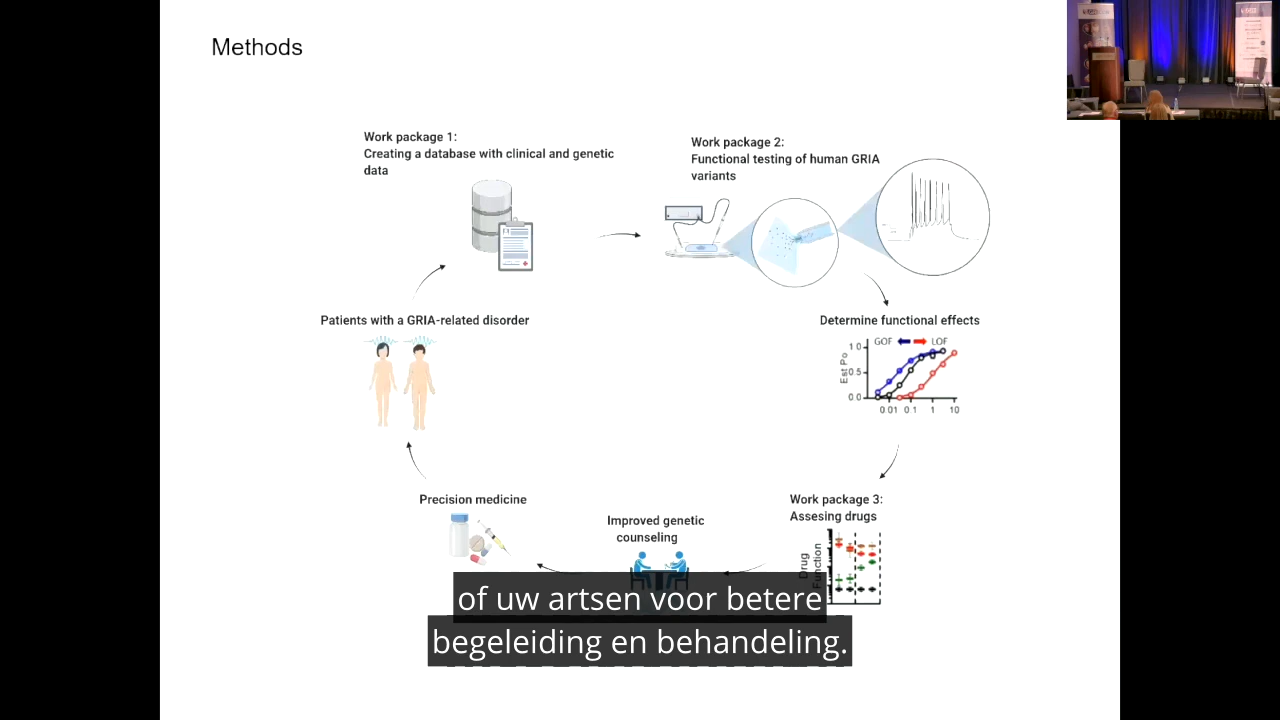 Methods
Work package 1:
Creating a database with clinical and genetic
data
Work package 2:
Functional testing of human GRIA
variants
Patients with a GRIA-related disorder
Determine functional effects
GOF
LOF
Est Po
1 0
0.5
0.0
0.01 0.1 1 10
Precision medicine
Improved genetic
counseling
Work package 3:
Assesing drugs
Drug
Function
of uw artsen voor betere
begeleiding en behandeling.